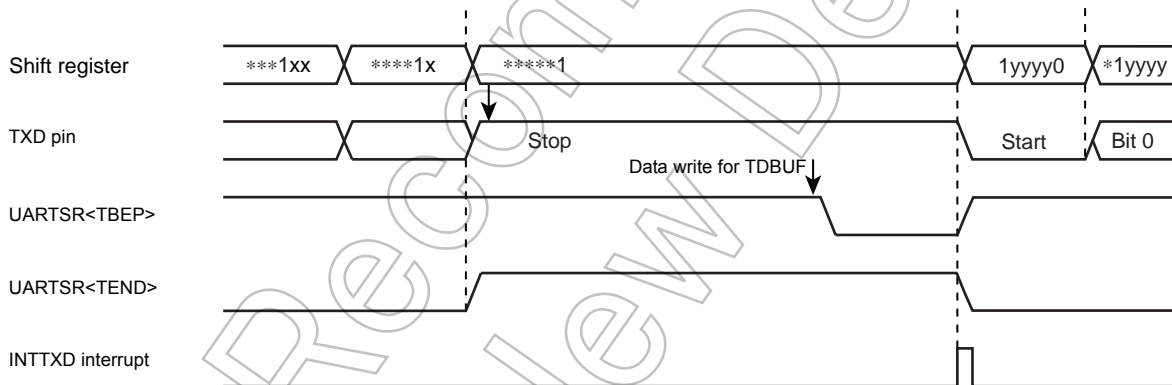 Shift register
***1xx
****1x
*****1
1yyyy0
*1yyyy
TXD pin
Stop
Start
Bit 0
Data write for TDBUF
UARTSR<TBEP>
UARTSR<TEND>
INTTXD interrupt